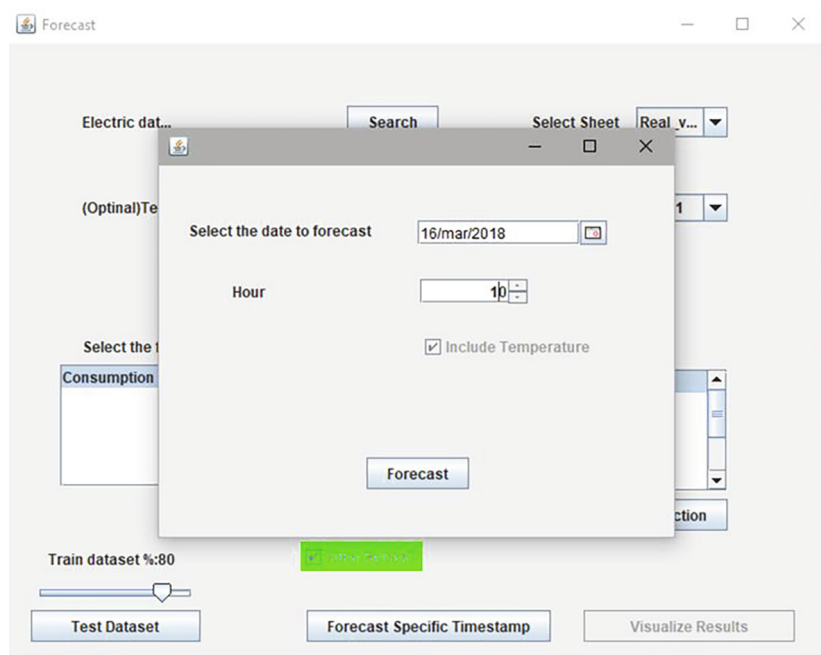 Forecast
Electric dat...
Search
Select Sheet
Real_v...
(Optinal)Te
1
Select the date to forecast
16/mar/2018
Hour
10
Include Temperature
Select the f
Consumption
Forecast
ction
Train dataset %:80
Test Dataset
Forecast Specific Timestamp
Visualize Results